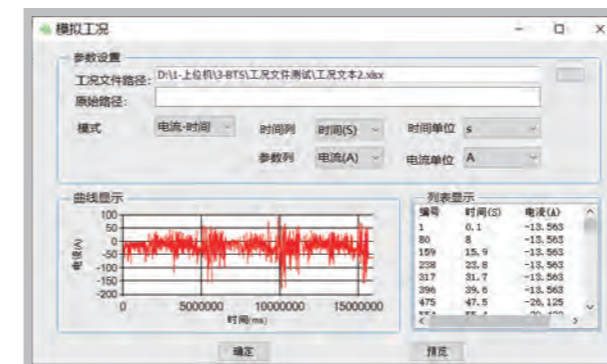 模拟工况
参数设置
工况文件路径: D:\1-上位机\3-BTS\工况文件测试\工况文本2.xlsx
原始路径:
模式 电流-时间 时间列 时间(S) 时间单位 s
参数列 电流(A) 电流单位 A
曲线显示
100
50
0
-50
-100
-150
-200
电流(A)
0 5000000 10000000 15000000
时间(ms)
列表显示
编号 时间(S) 电流(A)
1 0.1 -13.563
80 8 -13.563
159 15.9 -13.563
238 23.8 -13.563
317 31.7 -13.563
396 39.6 -13.563
475 47.5 -26.125
确定 预览